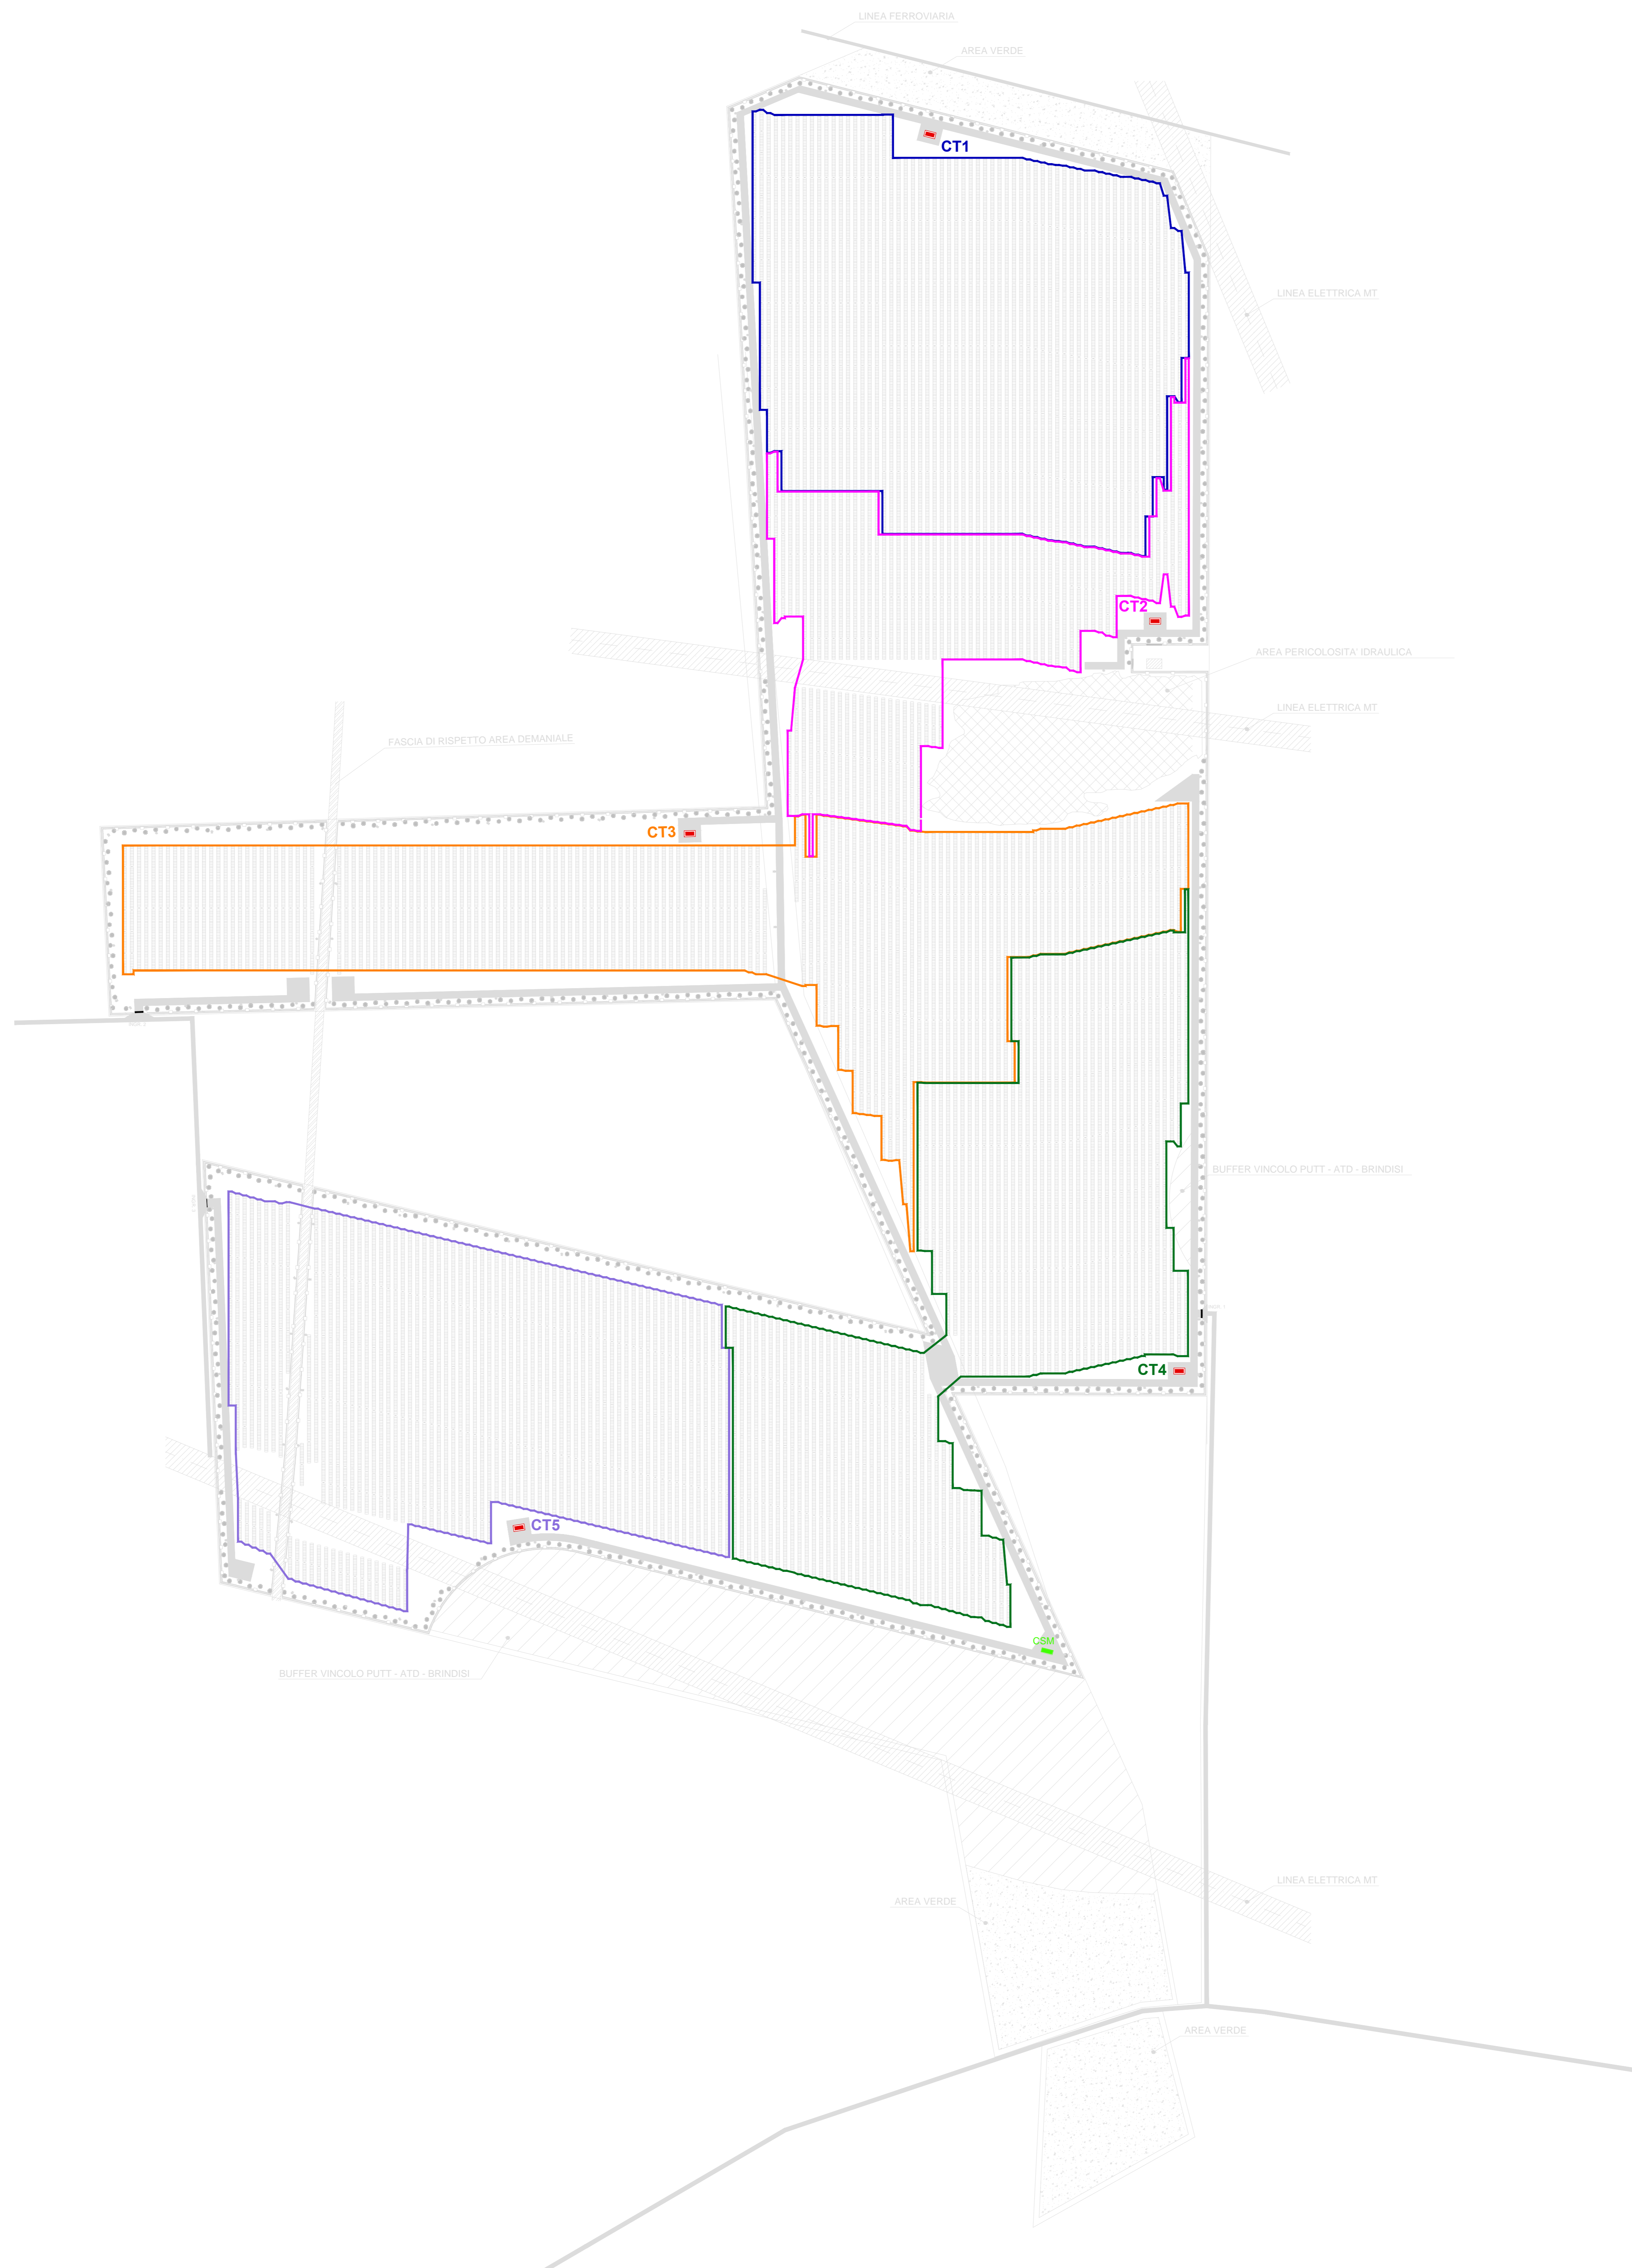 LINEA FERROVIARIA
AREA VERDE
CT1
LINEA ELETTRICA MT
CT2
AREA PERICOLOSITA' IDRAULICA
LINEA ELETTRICA MT
FASCIA DI RISPETTO AREA DEMANIALE
CT3
BUFFER VINCOLO PUTT - ATD - BRINDISI
CT4
CT5
CSM
BUFFER VINCOLO PUTT - ATD - BRINDISI
LINEA ELETTRICA MT
AREA VERDE
AREA VERDE